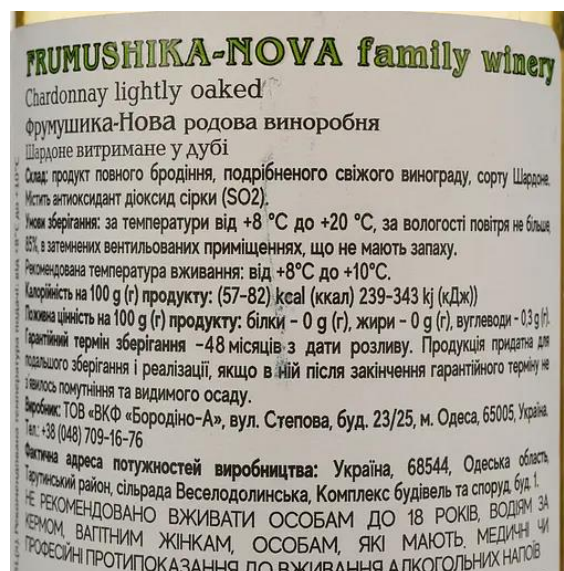 FRUMUSHIKA-NOVA family winery
Chardonnay lightly oaked
Фрумушика-Нова родова виноробня
Шардоне витримане у дубі
Склад: продукт повного бродіння, подрібненого свіжого винограду, сорту Шардоне.
Містить антиоксидант діоксид сірки (SO2).
Умови зберігання: за температури від +8 °C до +20 °C, за вологості повітря не більше
85%, в затемнених вентильованих приміщеннях, що не мають запаху.
Рекомендована температура вживання: від +8°C до +10°C.
Калорійність на 100 g (г) продукту: (57-82) kcal (ккал) 239-343 kj (кДж))
Поживна цінність на 100 g (г) продукту: білки - 0 g (г), жири - 0 g (г), вуглеводи - 0,3 g (г).
Гарантійний термін зберігання -48 місяців з дати розливу. Продукція придатна для
подальшого зберігання і реалізації, якщо в ній після закінчення гарантійного терміну не
з'явилось помутніння та видимого осаду.
Виробник: ТОВ «ВКФ «Бородіно-А», вул. Степова, буд. 23/25, м. Одеса, 65005, Україна.
Тел.: +38 (048) 709-16-76
Фактична адреса потужностей виробництва: Україна, 68544, Одеська область,
Тарутинський район, сільрада Веселодолинська, Комплекс будівель та споруд, буд. 1.
НЕ РЕКОМЕНДОВАНО ВЖИВАТИ ОСОБАМ ДО 18 РОКІВ, ВОДІЯМ ЗА
КЕРМОМ, ВАГІТНИМ ЖІНКАМ, ОСОБАМ, ЯКІ МАЮТЬ МЕДИЧНІ ЧИ
ПРОФЕСІЙНІ ПРОТИПОКАЗАННЯ ДО ВЖИВАННЯ АЛКОГОЛЬНИХ НАПОЇВ